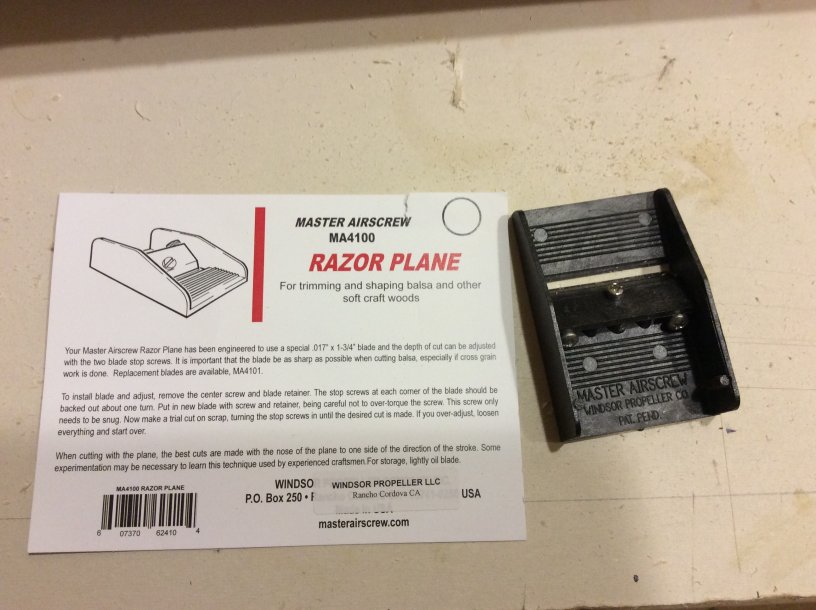 MASTER AIRSCREW
MA4100
RAZOR PLANE
For trimming and shaping balsa and other
soft craft woods
Your Master Airscrew Razor Plane has been engineered to use a special .017" x 1-3/4" blade and the depth of cut can be adjusted
with the two blade stop screws. It is important that the blade be as sharp as possible when cutting balsa, especially if cross grain
work is done. Replacement blades are available, MA4101.
To install blade and adjust, remove the center screw and blade retainer. The stop screws at each corner of the blade should be
backed out about one turn. Put in new blade with screw and retainer, being careful not to over-torque the screw. This screw only
needs to be snug. Now make a trial cut on scrap, turning the stop screws in until the desired cut is made. If you over-adjust, loosen
everything and start over.
When cutting with the plane, the best cuts are made with the nose of the plane to one side of the direction of the stroke. Some
experimentation may be necessary to learn this technique used by experienced craftsmen.For storage, lightly oil blade.
MA4100 RAZOR PLANE
6 07370 62410 4
WINDSO
P.O. Box 250 •
WINDSOR PROPELLER LLC
Rancho Cordova CA
USA
masterairscrew.com
MASTER AIRSCREW
WINDSOR PROPELLER CO.
PAT. PEND.